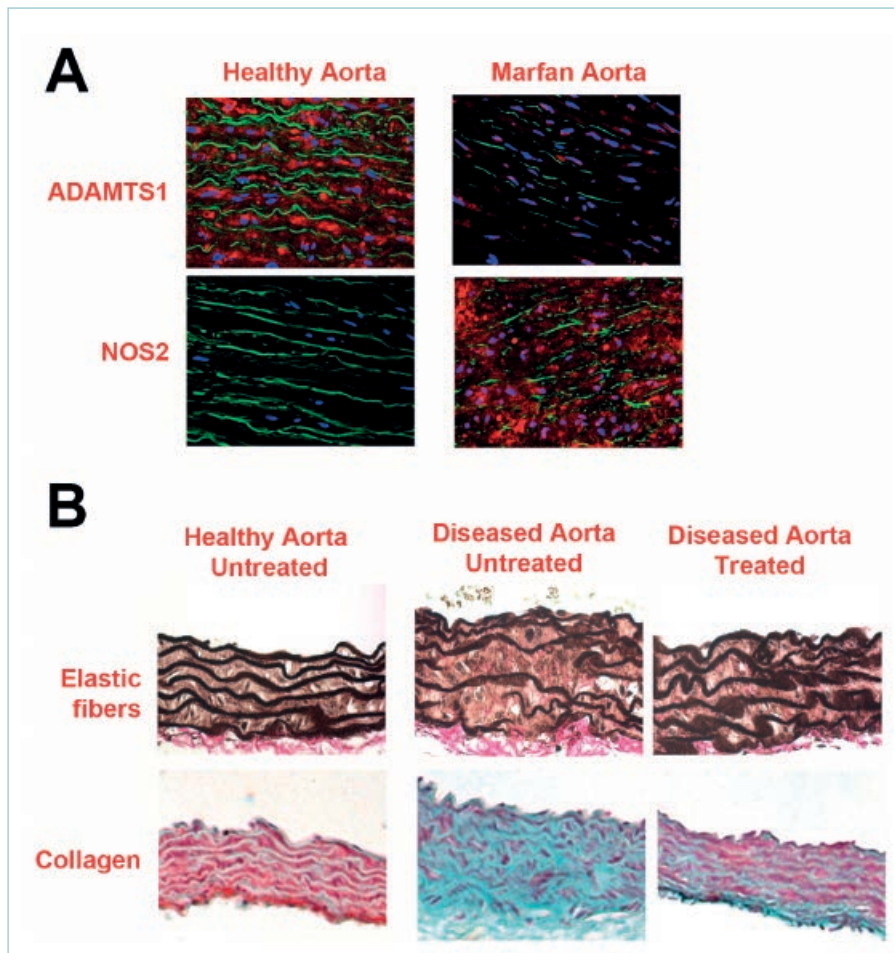 A
Healthy Aorta
Marfan Aorta
ADAMTS1
NOS2
B
Healthy Aorta
Untreated
Diseased Aorta
Untreated
Diseased Aorta
Treated
Elastic
fibers
Collagen